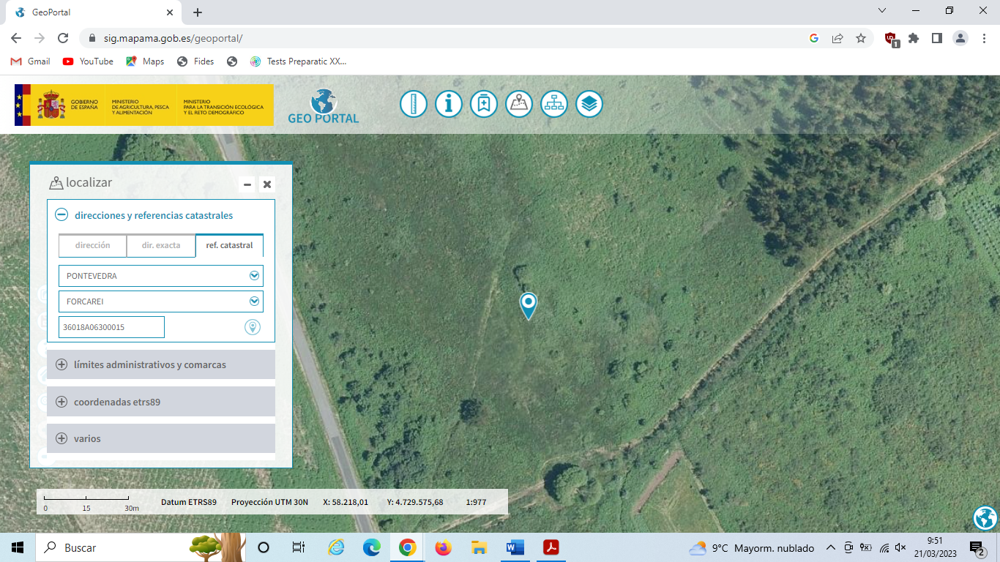 GeoPortal
sig.mapama.gob.es/geoportal/
1
Gmail
YouTube
Maps
Fides
Tests Preparatic XX...
GOBIERNO
DE ESPAÑA
MINISTERIO
DE AGRICULTURA, PESCA
Y ALIMENTACIÓN
MINISTERIO
PARA LA TRANSICIÓN ECOLÓGICA
Y EL RETO DEMOGRÁFICO
GEO PORTAL
localizar
direcciones y referencias catastrales
dirección
dir. exacta
ref. catastral
PONTEVEDRA
FORCAREI
36018A06300015
límites administrativos y comarcas
coordenadas etrs89
varios
0 15 30m
Datum ETRS89 Proyección UTM 30N X: 58.218,01 Y: 4.729.575,68 1:977
Buscar
9°C Mayorm. nublado
9:51
21/03/2023
2